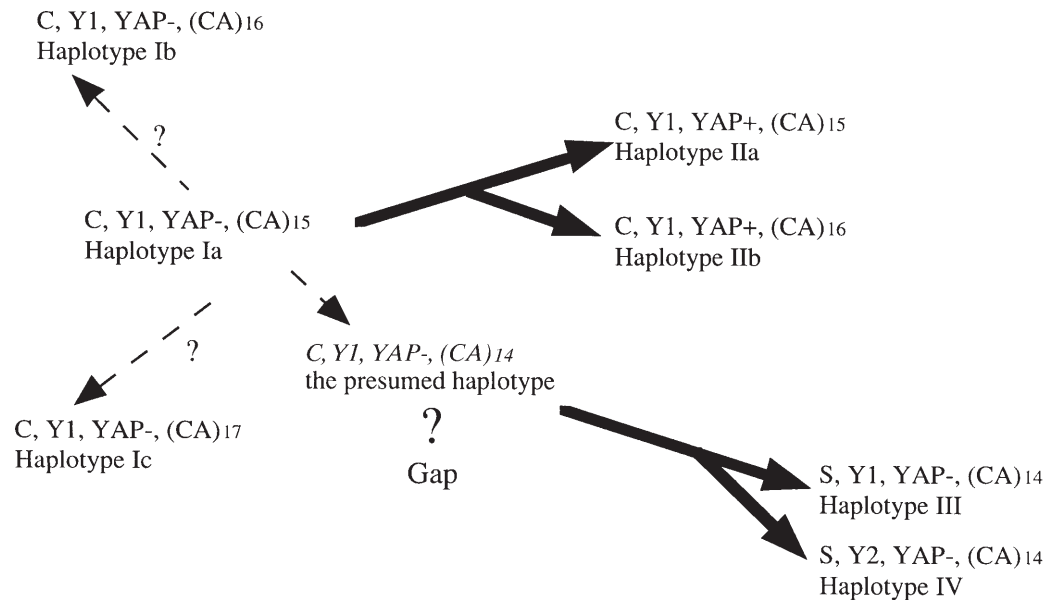 C, Y1, YAP-, (CA)16
Haplotype Ib
?
C, Y1, YAP+, (CA)15
Haplotype IIa
C, Y1, YAP-, (CA)15
Haplotype Ia
C, Y1, YAP+, (CA)16
Haplotype IIb
?
C, Y1, YAP-, (CA)14
the presumed haplotype
?
Gap
C, Y1, YAP-, (CA)17
Haplotype Ic
S, Y1, YAP-, (CA)14
Haplotype III
S, Y2, YAP-, (CA)14
Haplotype IV